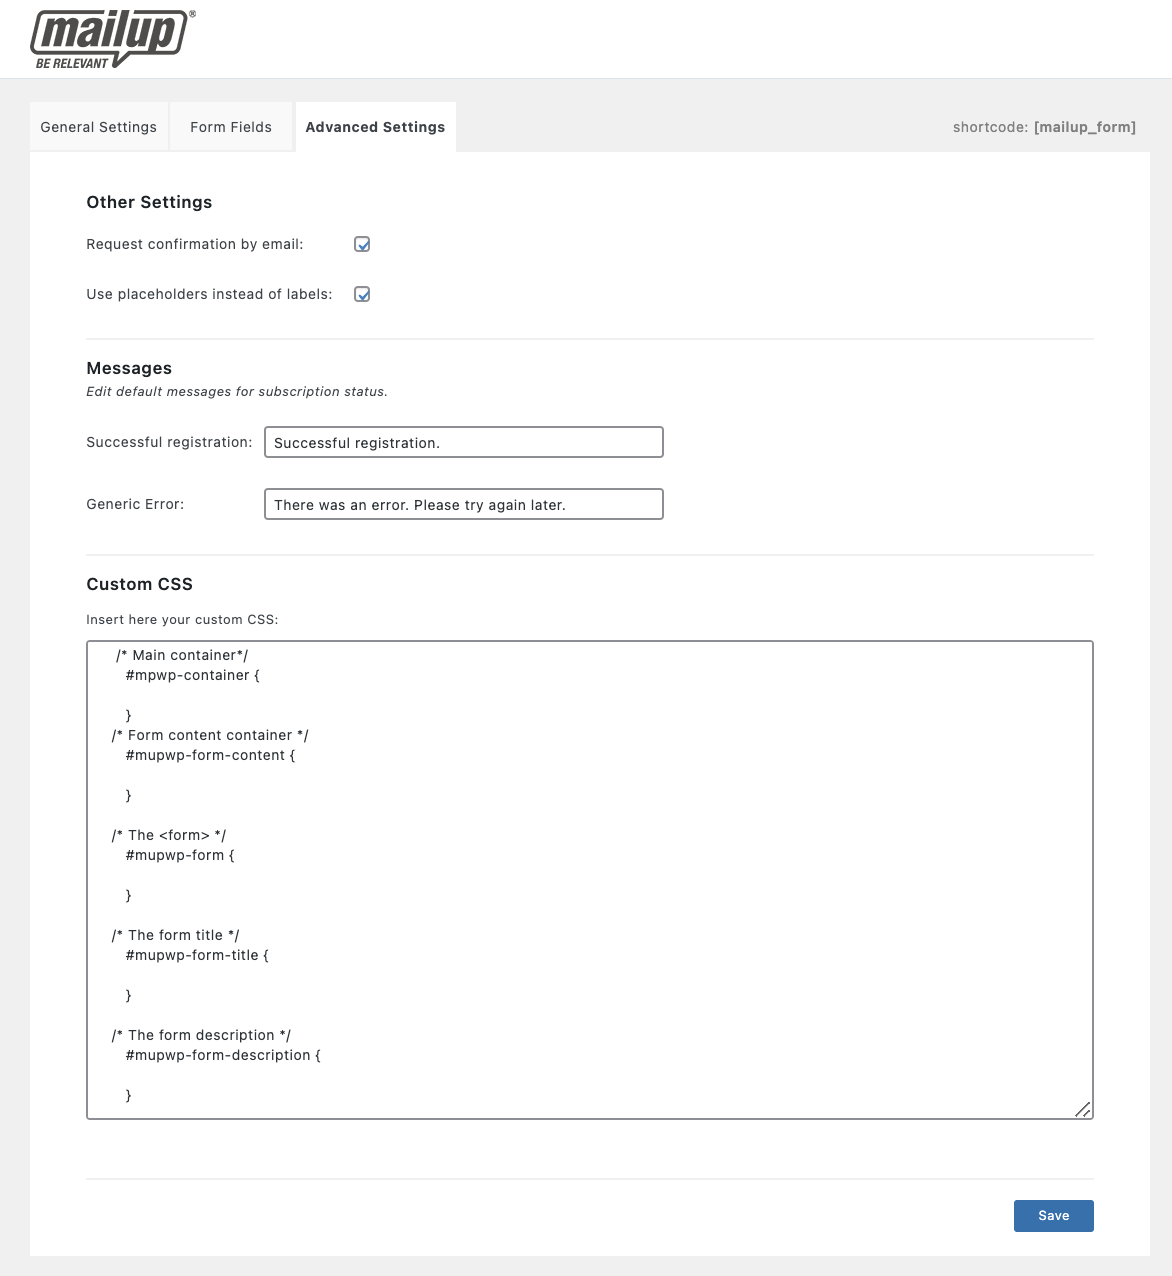 mailup®
BE RELEVANT
General Settings
Form Fields
Advanced Settings
shortcode: [mailup_form]
Other Settings
Request confirmation by email:
Use placeholders instead of labels:
Messages
Edit default messages for subscription status.
Successful registration:
Successful registration.
Generic Error:
There was an error. Please try again later.
Custom CSS
Insert here your custom CSS:
/* Main container*/
#mpwp-container {
}
/* Form content container */
#mupwp-form-content {
}
/* The <form> */
#mupwp-form {
}
/* The form title */
#mupwp-form-title {
}
/* The form description */
#mupwp-form-description {
}
Save